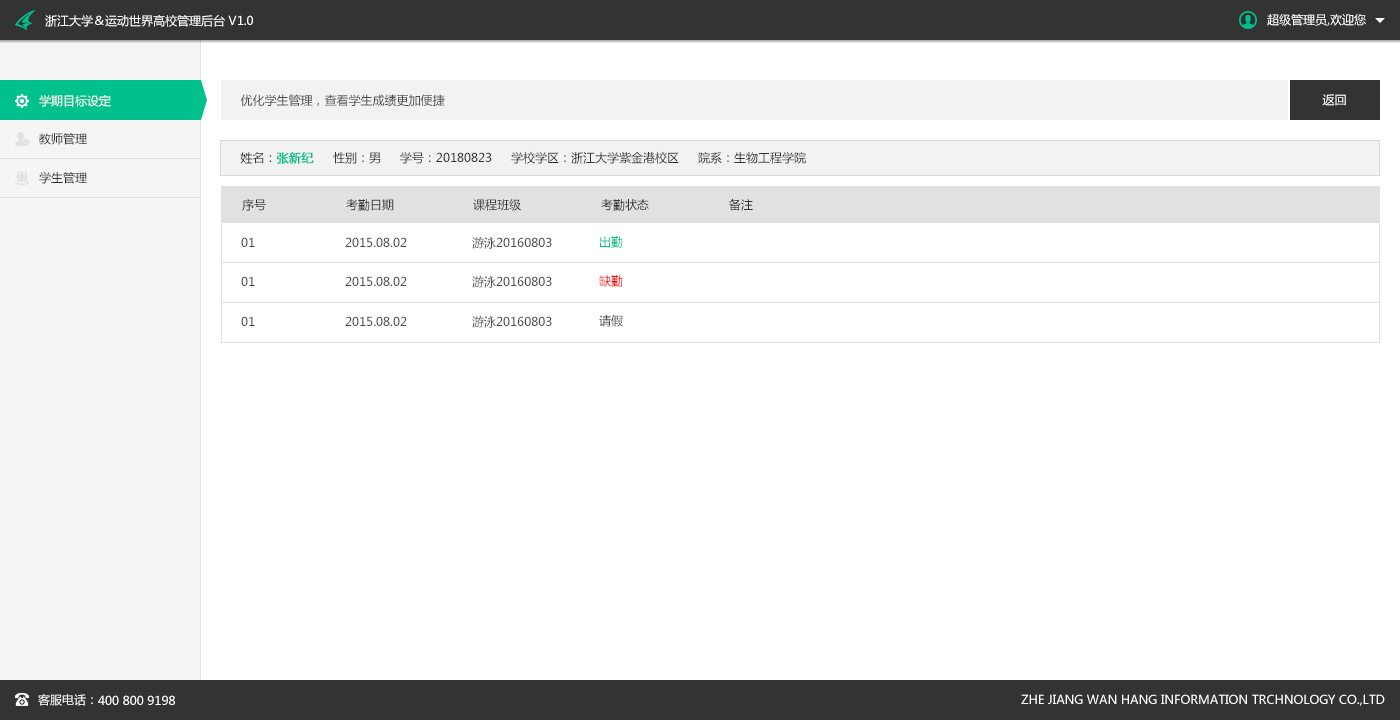 浙江大学&运动世界高校管理后台 V1.0
超级管理员,欢迎您
学期目标设定
教师管理
学生管理
优化学生管理，查看学生成绩更加便捷
返回
姓名：张新纪 性别：男 学号：20180823 学校学区：浙江大学紫金港校区 院系：生物工程学院
序号 考勤日期 课程班级 考勤状态 备注
01 2015.08.02 游泳20160803 出勤
01 2015.08.02 游泳20160803 缺勤
01 2015.08.02 游泳20160803 请假
客服电话：400 800 9198
ZHE JIANG WAN HANG INFORMATION TRCHNOLOGY CO.,LTD